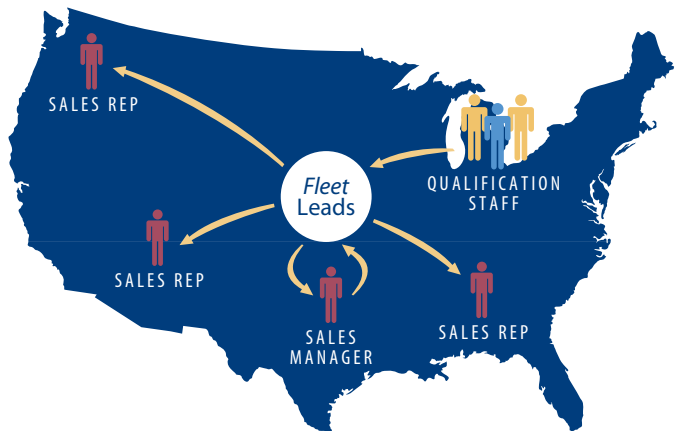 SALES REP
Fleet
Leads
QUALIFICATION
STAFF
SALES REP
SALES
MANAGER
SALES REP